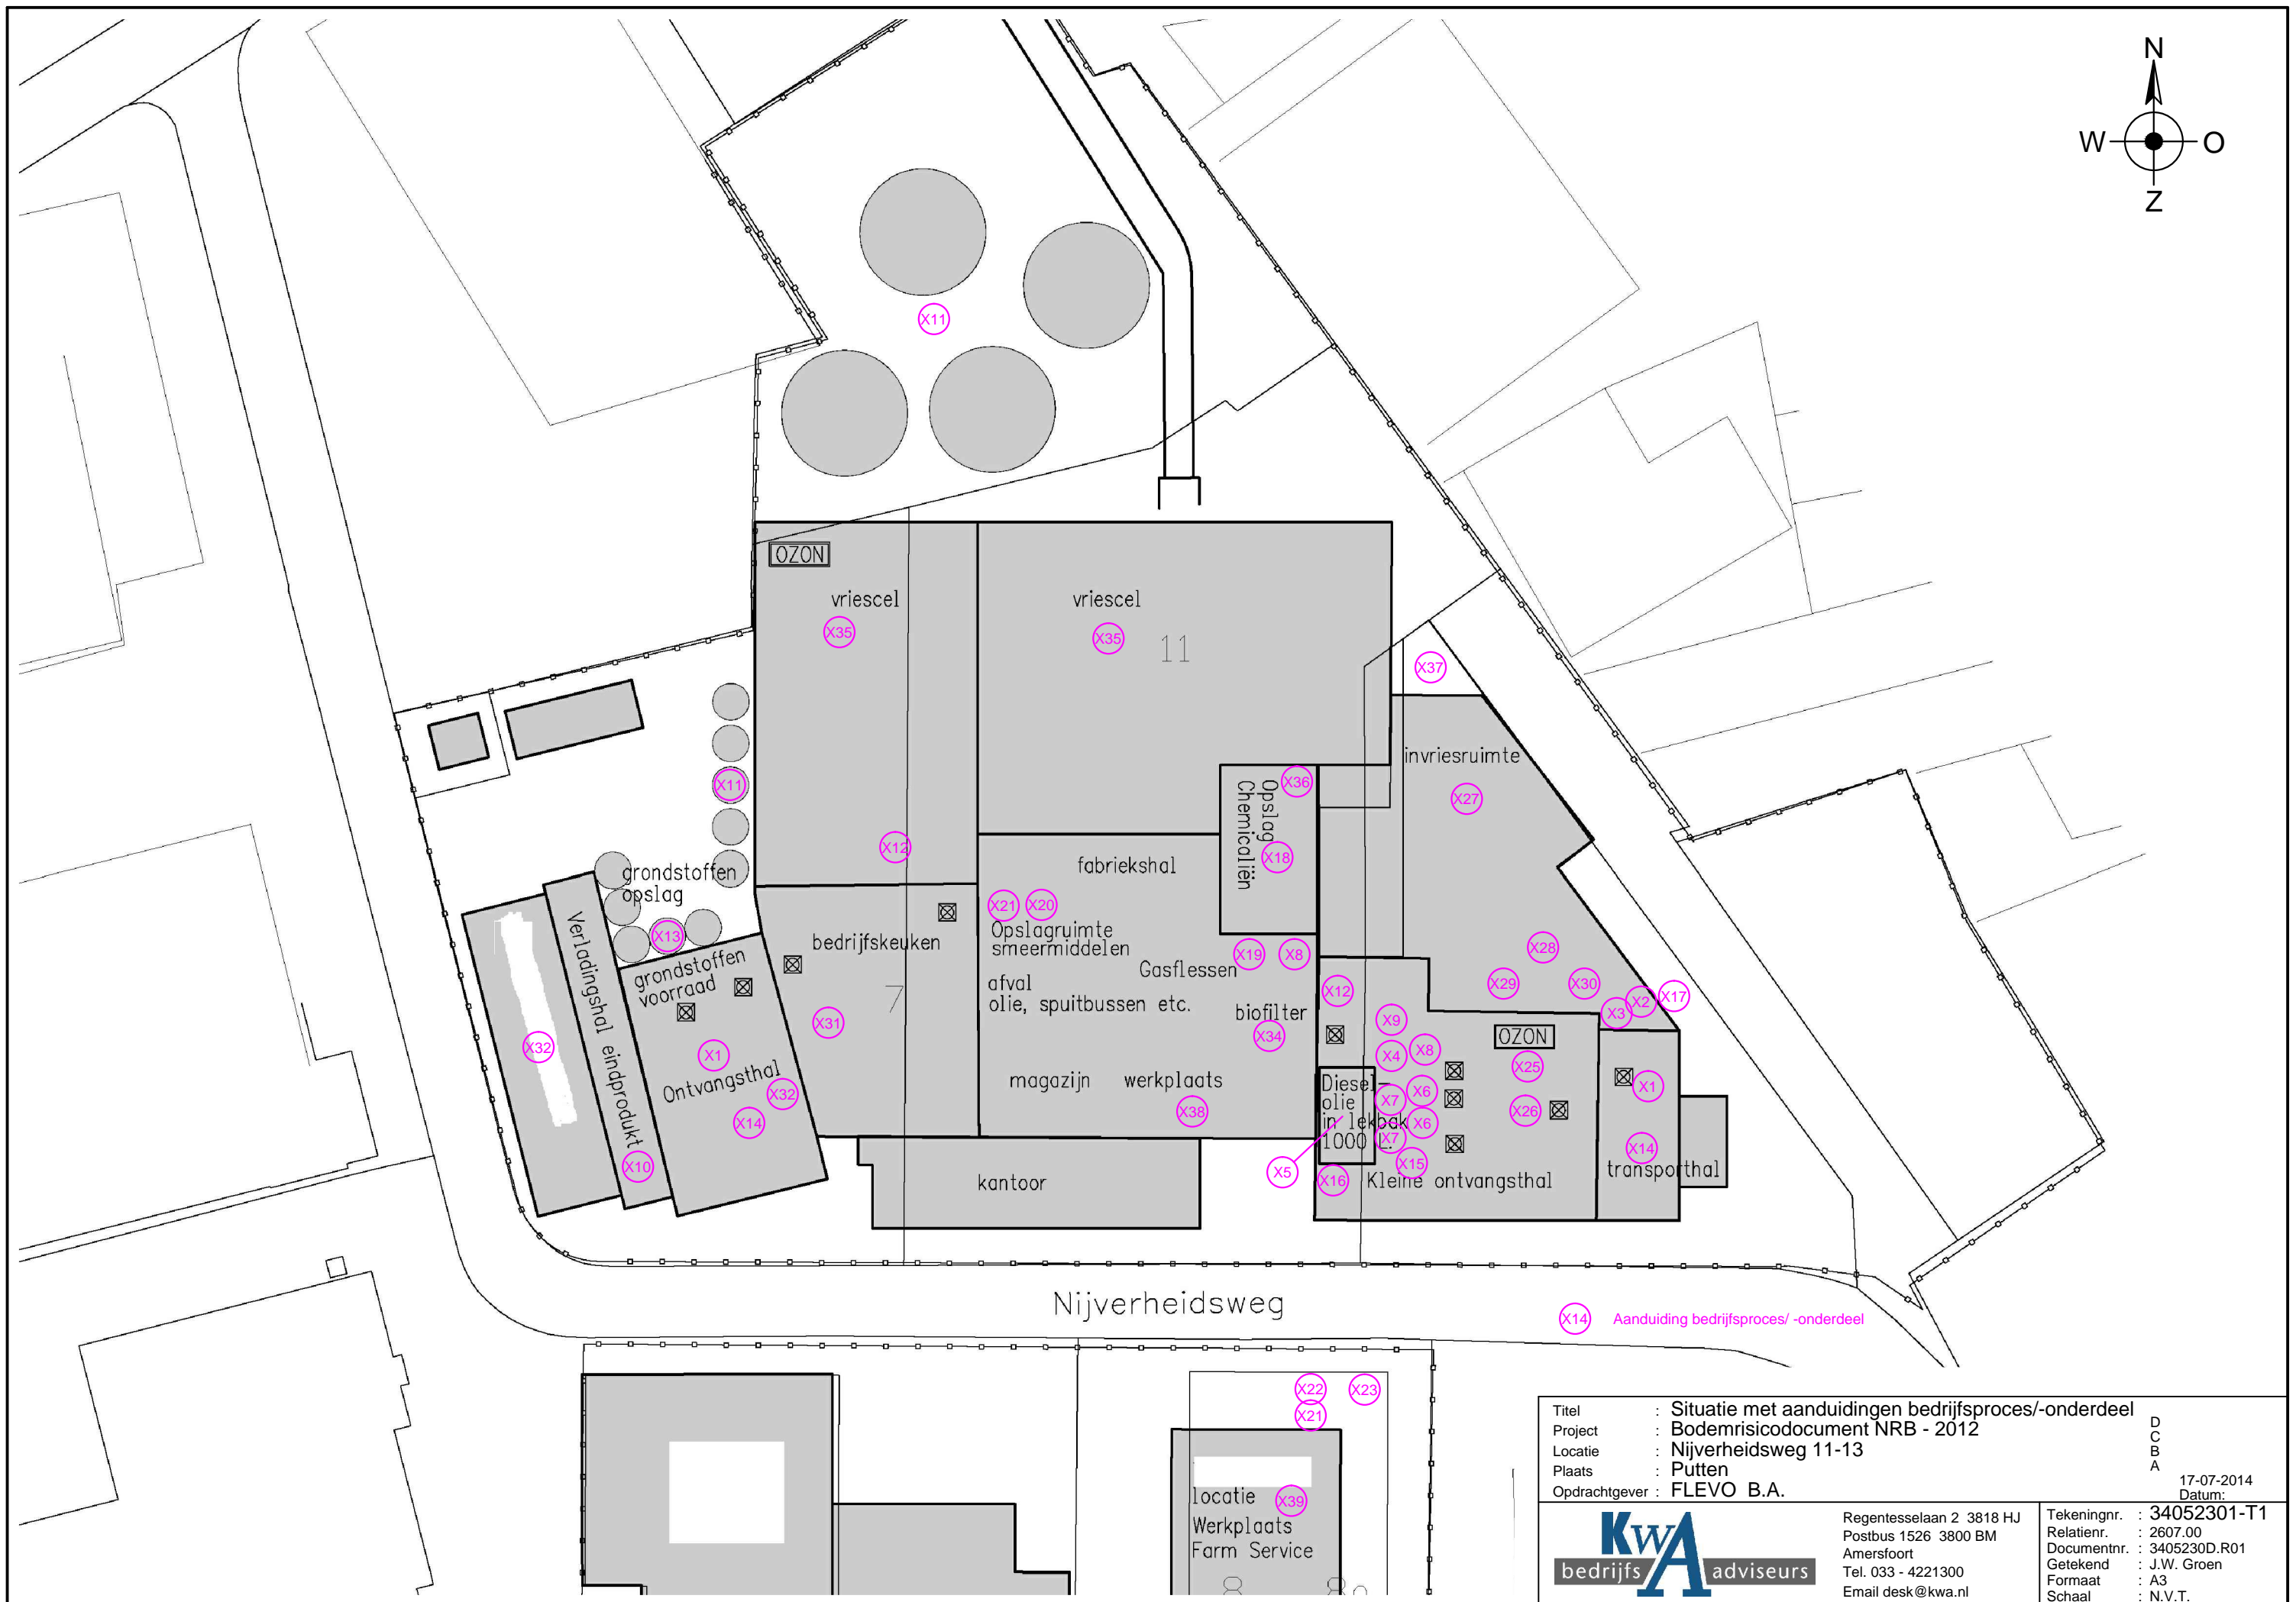 N
W O
Z
X11
OZON
vriescel
X35
vriescel
X35
11
X37
invriesruimte
X27
X36
Opslag
Chemicaliën
X18
X11
X12
fabriekshal
grondstoffen
opslag
X13
X21 X20
Opslagruimte
smeermiddelen
bedrijfskeuken
Verladingshal eindprodukt
grondstoffen
voorraad
Gasflessen
X19 X8
afval
olie, spuitbussen etc.
7
X31
biofilter
X34
X12
X28
X29
X30
X3
X2
X17
X9
X4
X8
OZON
X25
X32
X1
Ontvangsthal
X32
X14
X10
magazijn
werkplaats
X38
Diesel-
olie
in lekbak
1000 L.
X7
X6
X6
X7
X15
X26
X1
X14
transporthal
X5
X16
Kleine ontvangsthal
kantoor
Nijverheidsweg
X14 Aanduiding bedrijfsproces/ -onderdeel
X22
X23
X21
locatie
X39
Werkplaats
Farm Service
8
Titel : Situatie met aanduidingen bedrijfsproces/-onderdeel
Project : Bodemrisicodocument NRB - 2012
Locatie : Nijverheidsweg 11-13
Plaats : Putten
Opdrachtgever : FLEVO B.A.
D
C
B
A
17-07-2014
Datum:
KWA
bedrijfs adviseurs
Regentesselaan 2 3818 HJ
Postbus 1526 3800 BM
Amersfoort
Tel. 033 - 4221300
Email desk@kwa.nl
Tekeningnr. : 34052301-T1
Relatienr. : 2607.00
Documentnr. : 3405230D.R01
Getekend : J.W. Groen
Formaat : A3
Schaal : N.V.T.